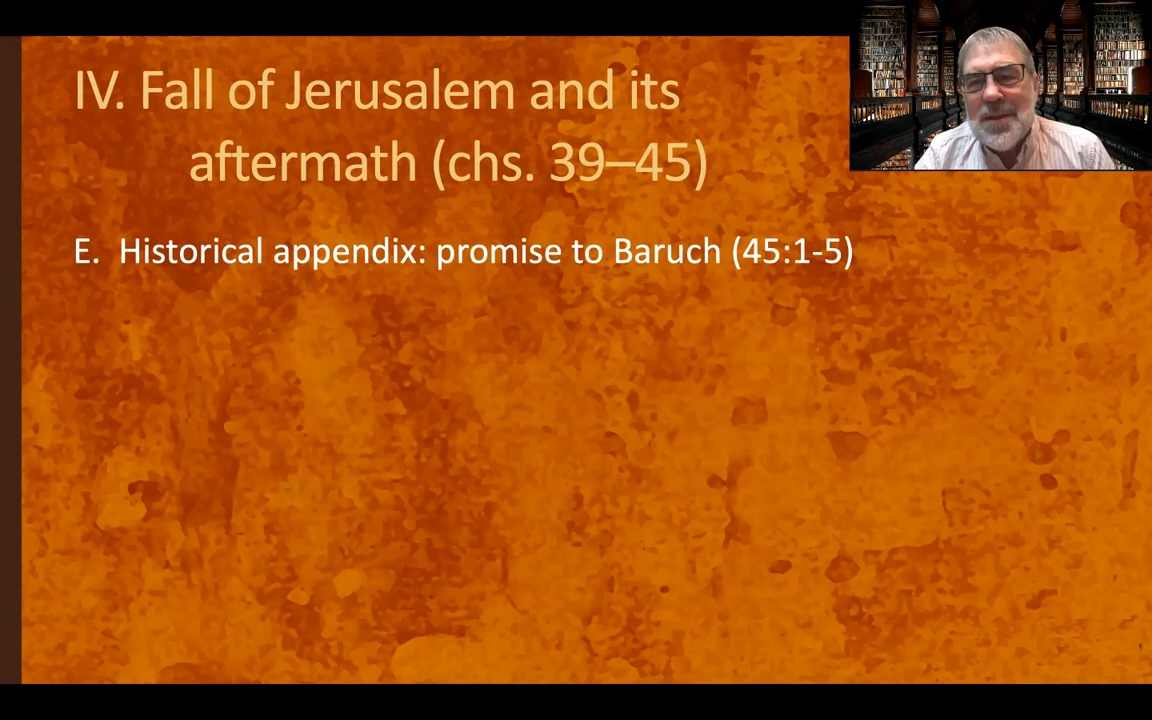 IV. Fall of Jerusalem and its
aftermath (chs. 39–45)
E. Historical appendix: promise to Baruch (45:1-5)